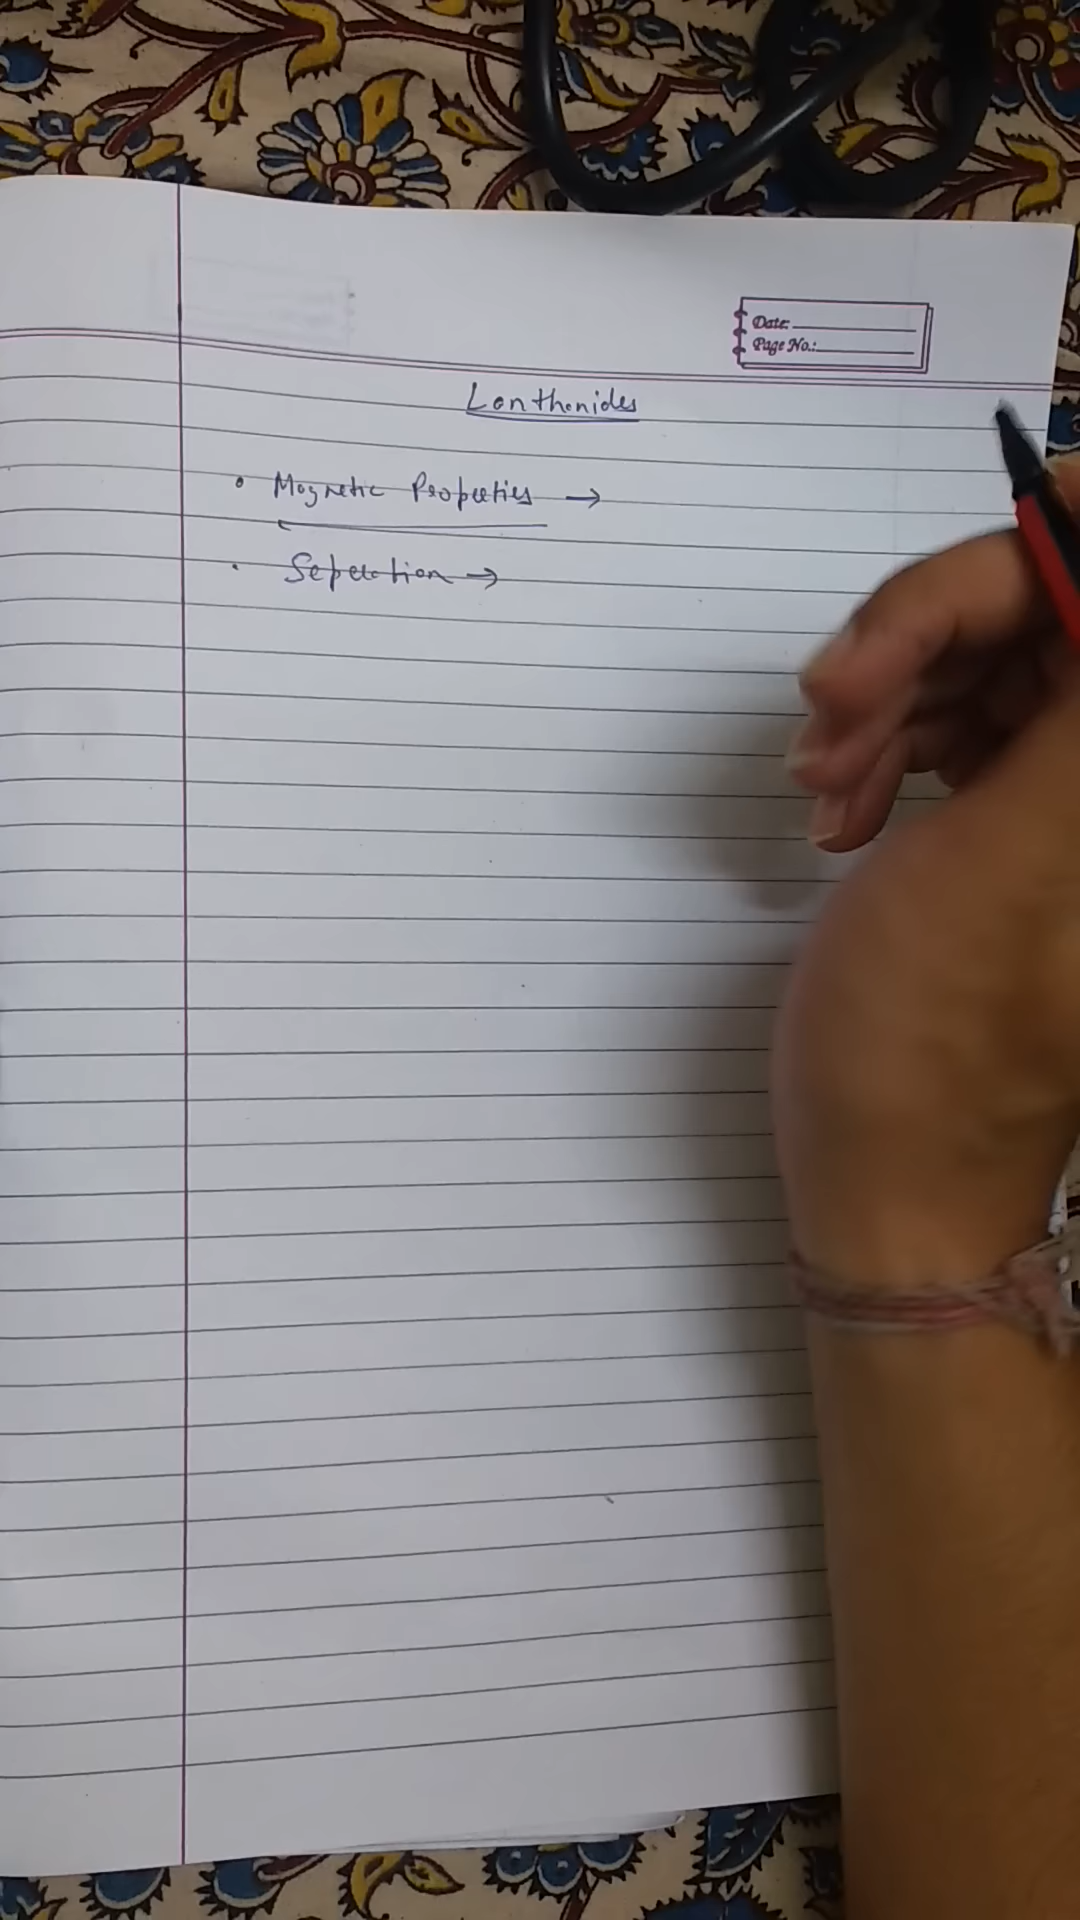 Date:
Page No.:
Lanthanides
• Magnetic Properties →
• Seperation →